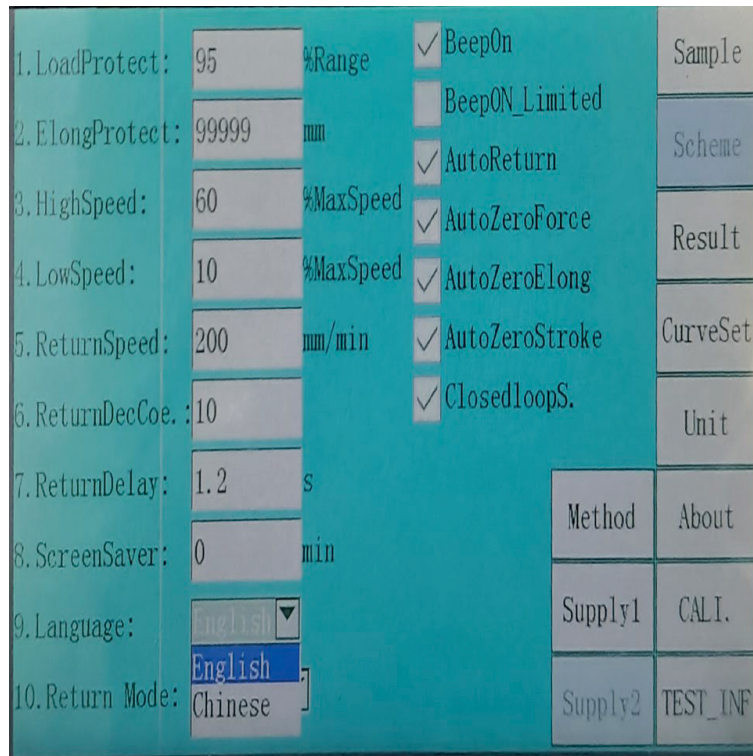 1.LoadProtect: 95 %Range
2.ElongProtect: 99999 mm
3.HighSpeed: 60 %MaxSpeed
4.LowSpeed: 10 %MaxSpeed
5.ReturnSpeed: 200 mm/min
6.ReturnDecCoe.: 10
7.ReturnDelay: 1.2 s
8.ScreenSaver: 0 min
9.Language: English
English
Chinese
10.Return Mode:
BeepOn
BeepON_Limited
AutoReturn
AutoZeroForce
AutoZeroElong
AutoZeroStroke
ClosedloopS.
Method
Supply1
Supply2
Sample
Scheme
Result
CurveSet
Unit
About
CALI.
TEST_INF